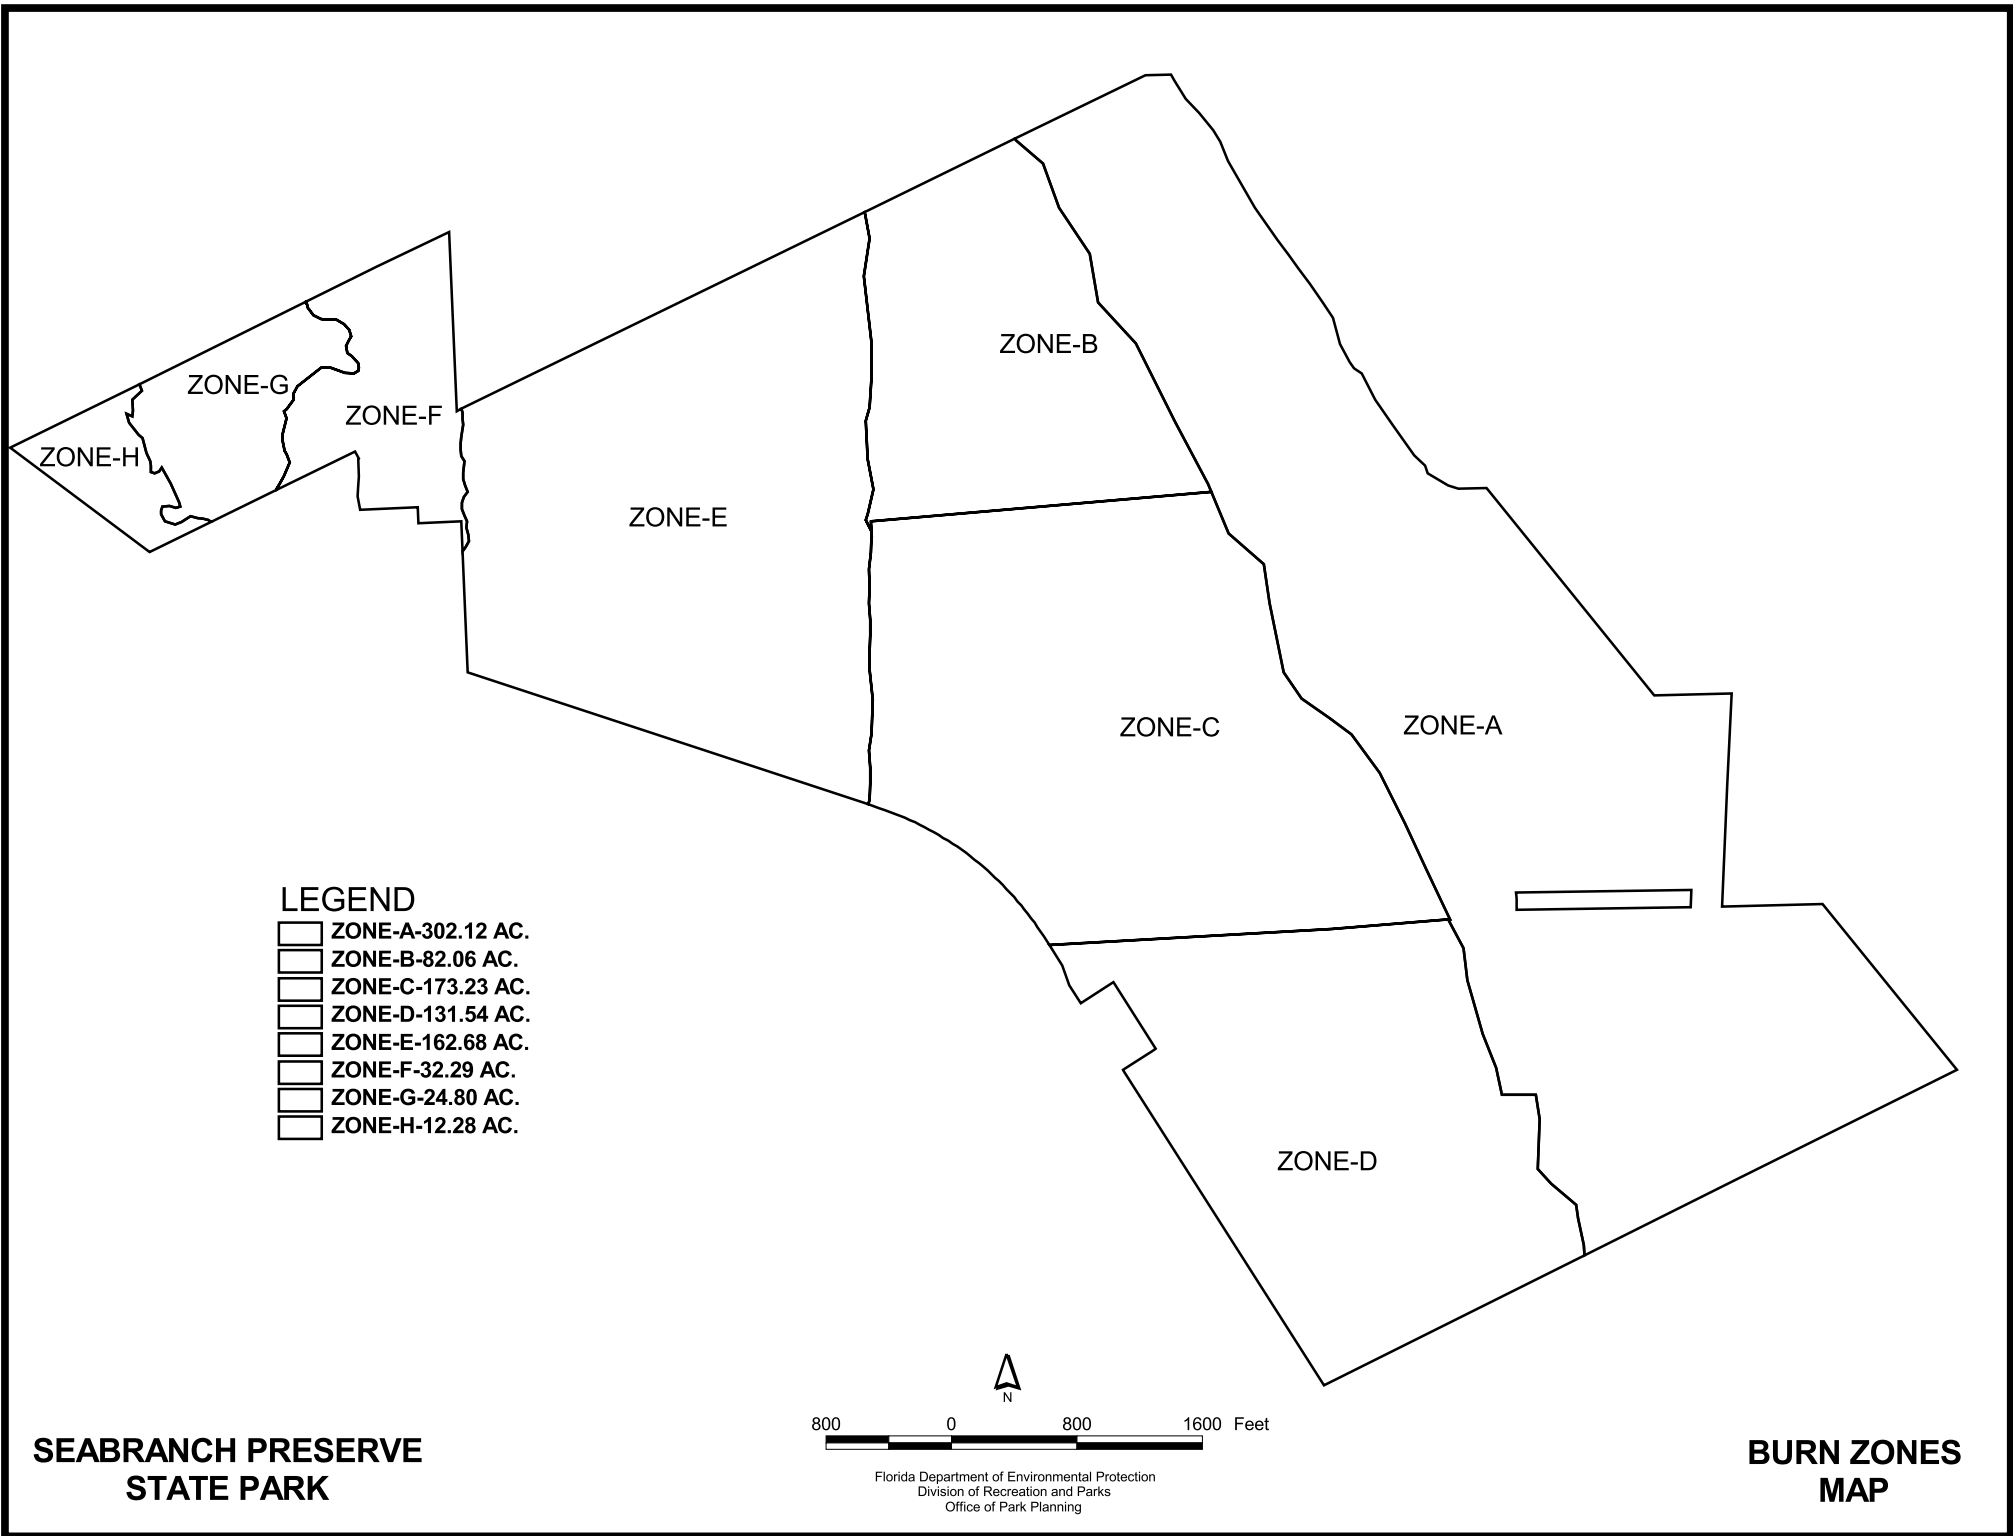 ZONE-B
ZONE-G
ZONE-F
ZONE-H
ZONE-E
ZONE-C
ZONE-A
LEGEND
ZONE-A-302.12 AC.
ZONE-B-82.06 AC.
ZONE-C-173.23 AC.
ZONE-D-131.54 AC.
ZONE-E-162.68 AC.
ZONE-F-32.29 AC.
ZONE-G-24.80 AC.
ZONE-H-12.28 AC.
ZONE-D
N
800 0 800 1600 Feet
Florida Department of Environmental Protection
Division of Recreation and Parks
Office of Park Planning
SEABRANCH PRESERVE
STATE PARK
BURN ZONES
MAP